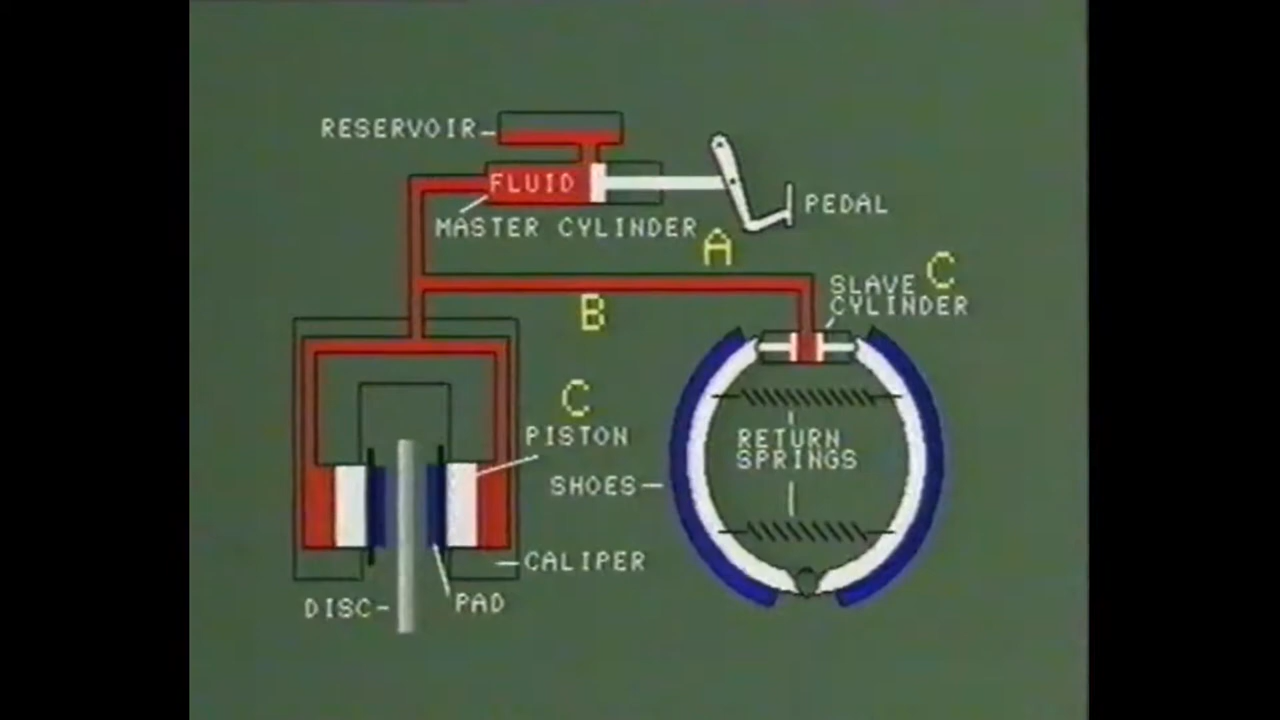 RESERVOIR
FLUID
PEDAL
MASTER CYLINDER
A
C
SLAVE
CYLINDER
B
C
PISTON
RETURN
SPRINGS
SHOES
CALIPER
DISC
PAD